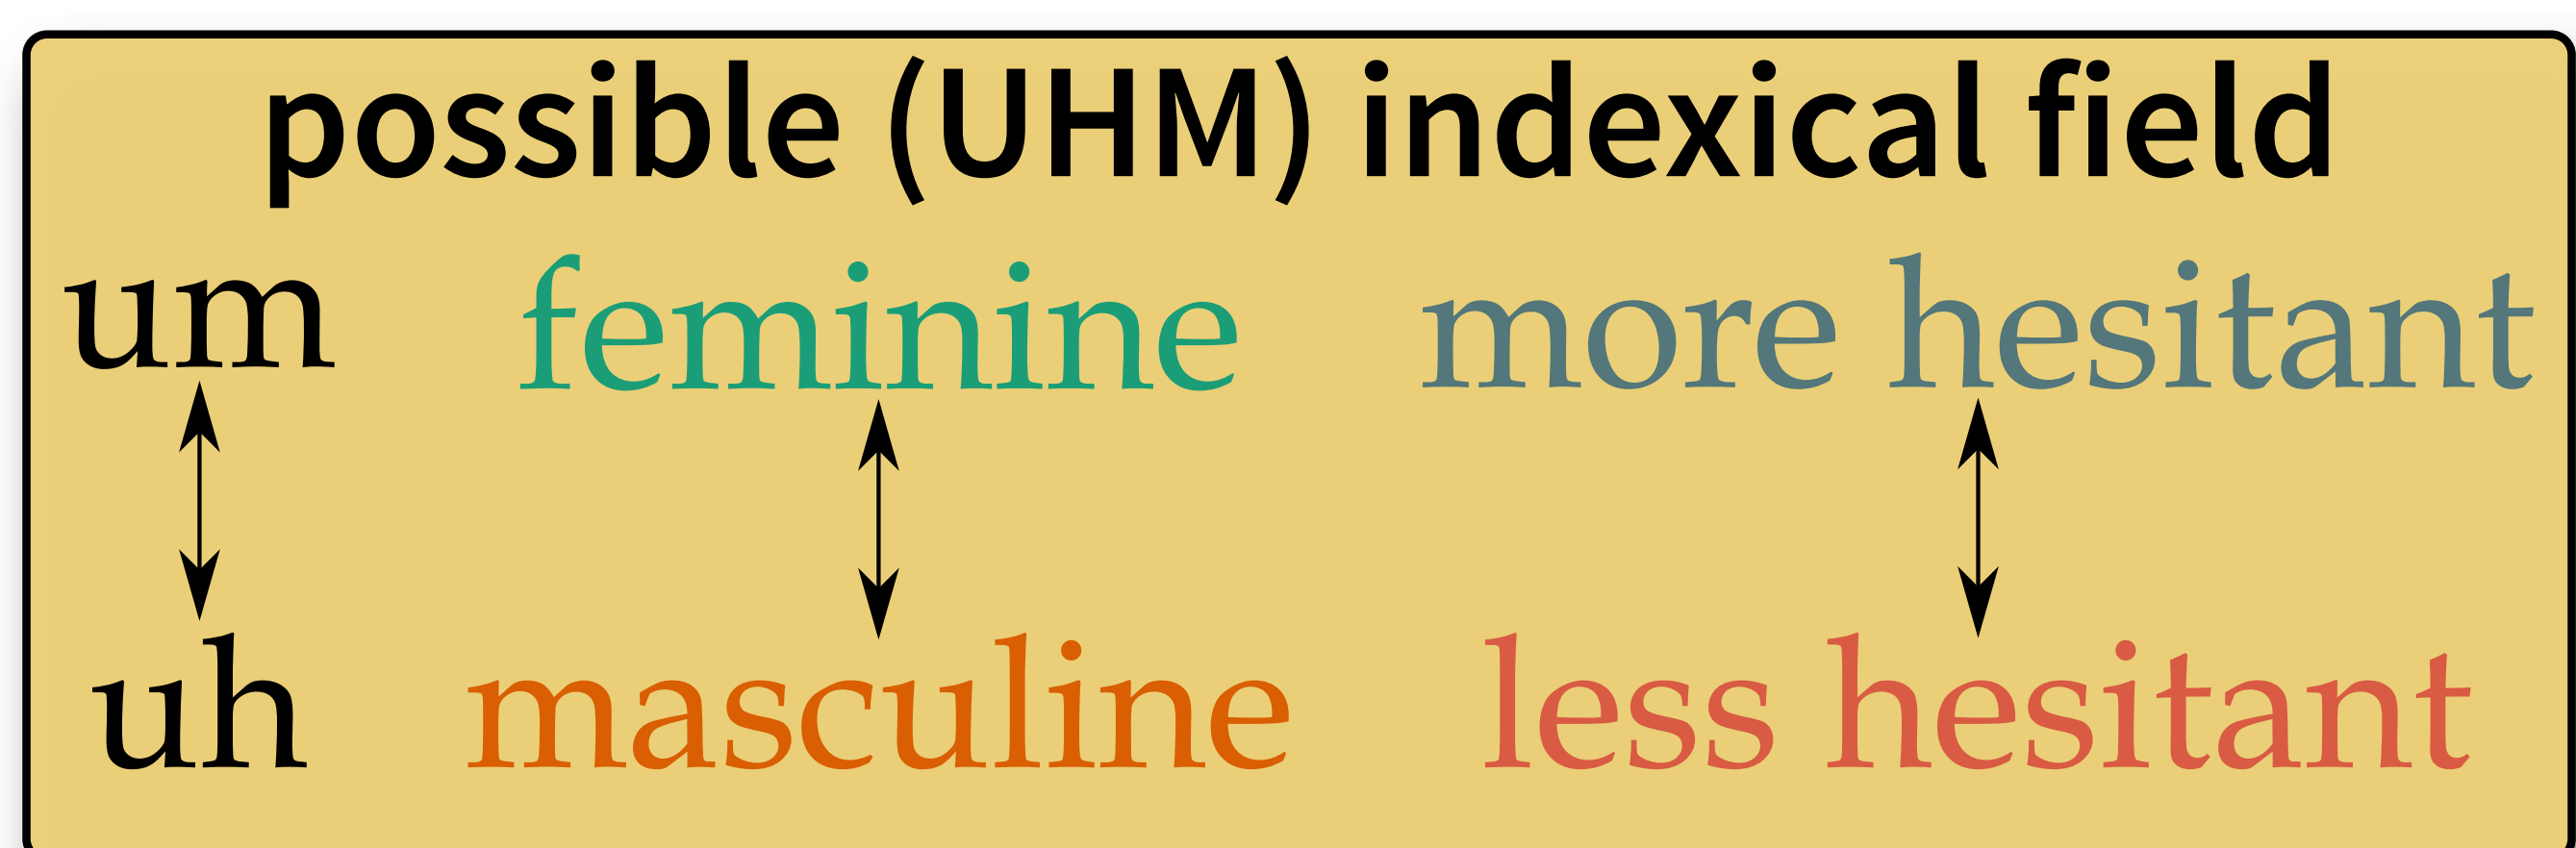 possible (UHM) indexical field
um feminine more hesitant
uh masculine less hesitant